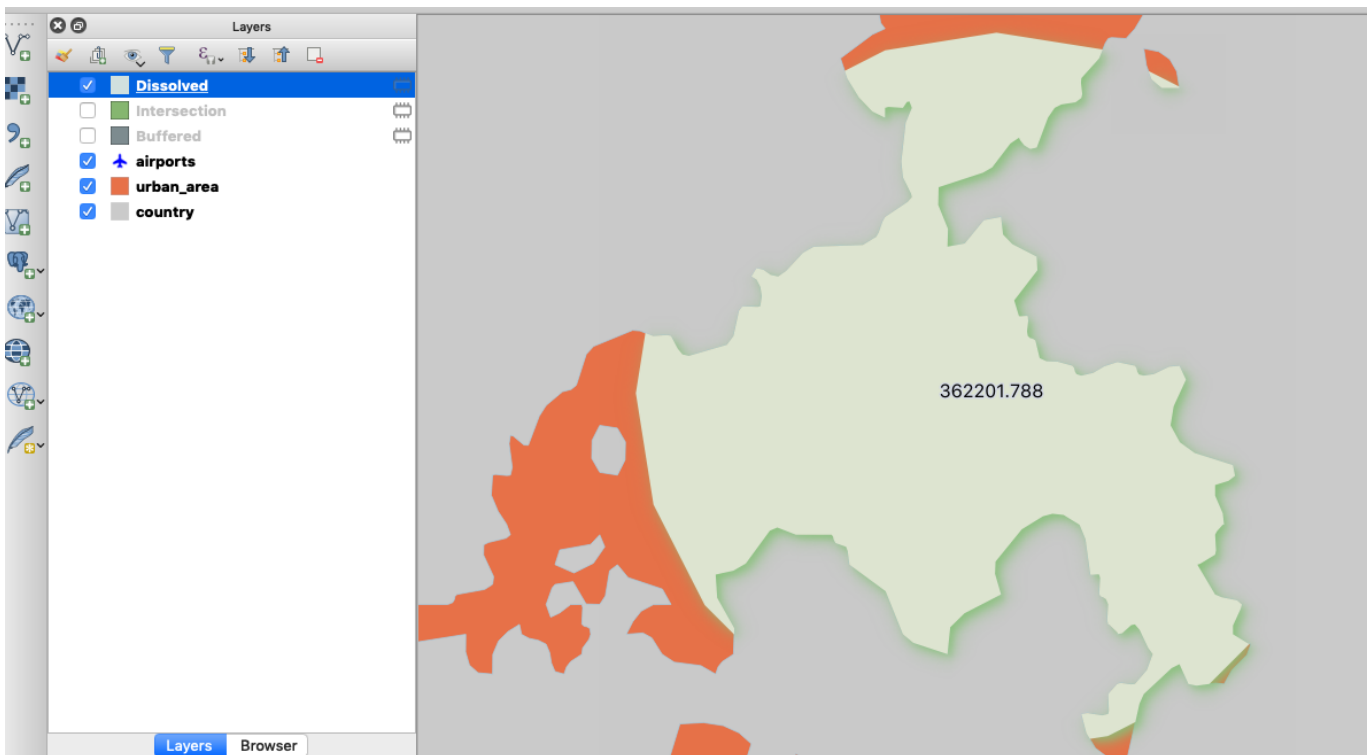 Layers
Dissolved
Intersection
Buffered
airports
urban_area
country
362201.788
Layers Browser